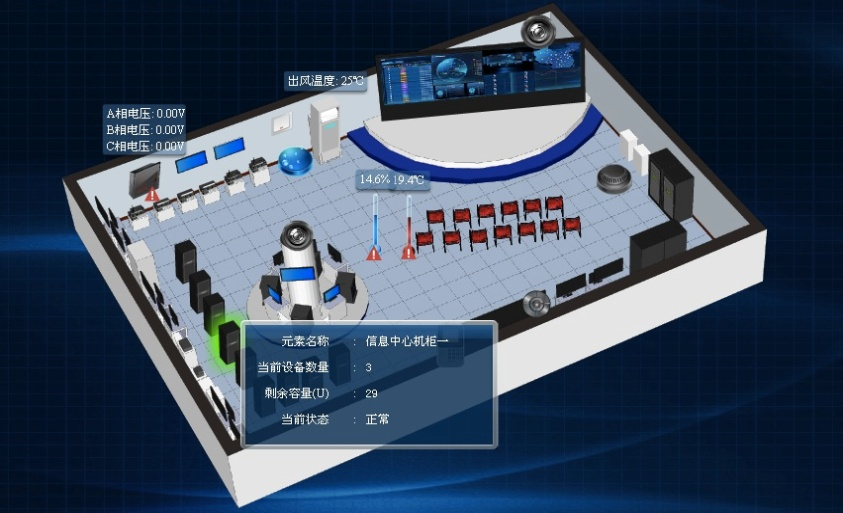 出风温度: 25℃
A相电压: 0.00V
B相电压: 0.00V
C相电压: 0.00V
14.6% 19.4℃
元素名称 : 信息中心机柜一
当前设备数量 : 3
剩余容量(U) : 29
当前状态 : 正常